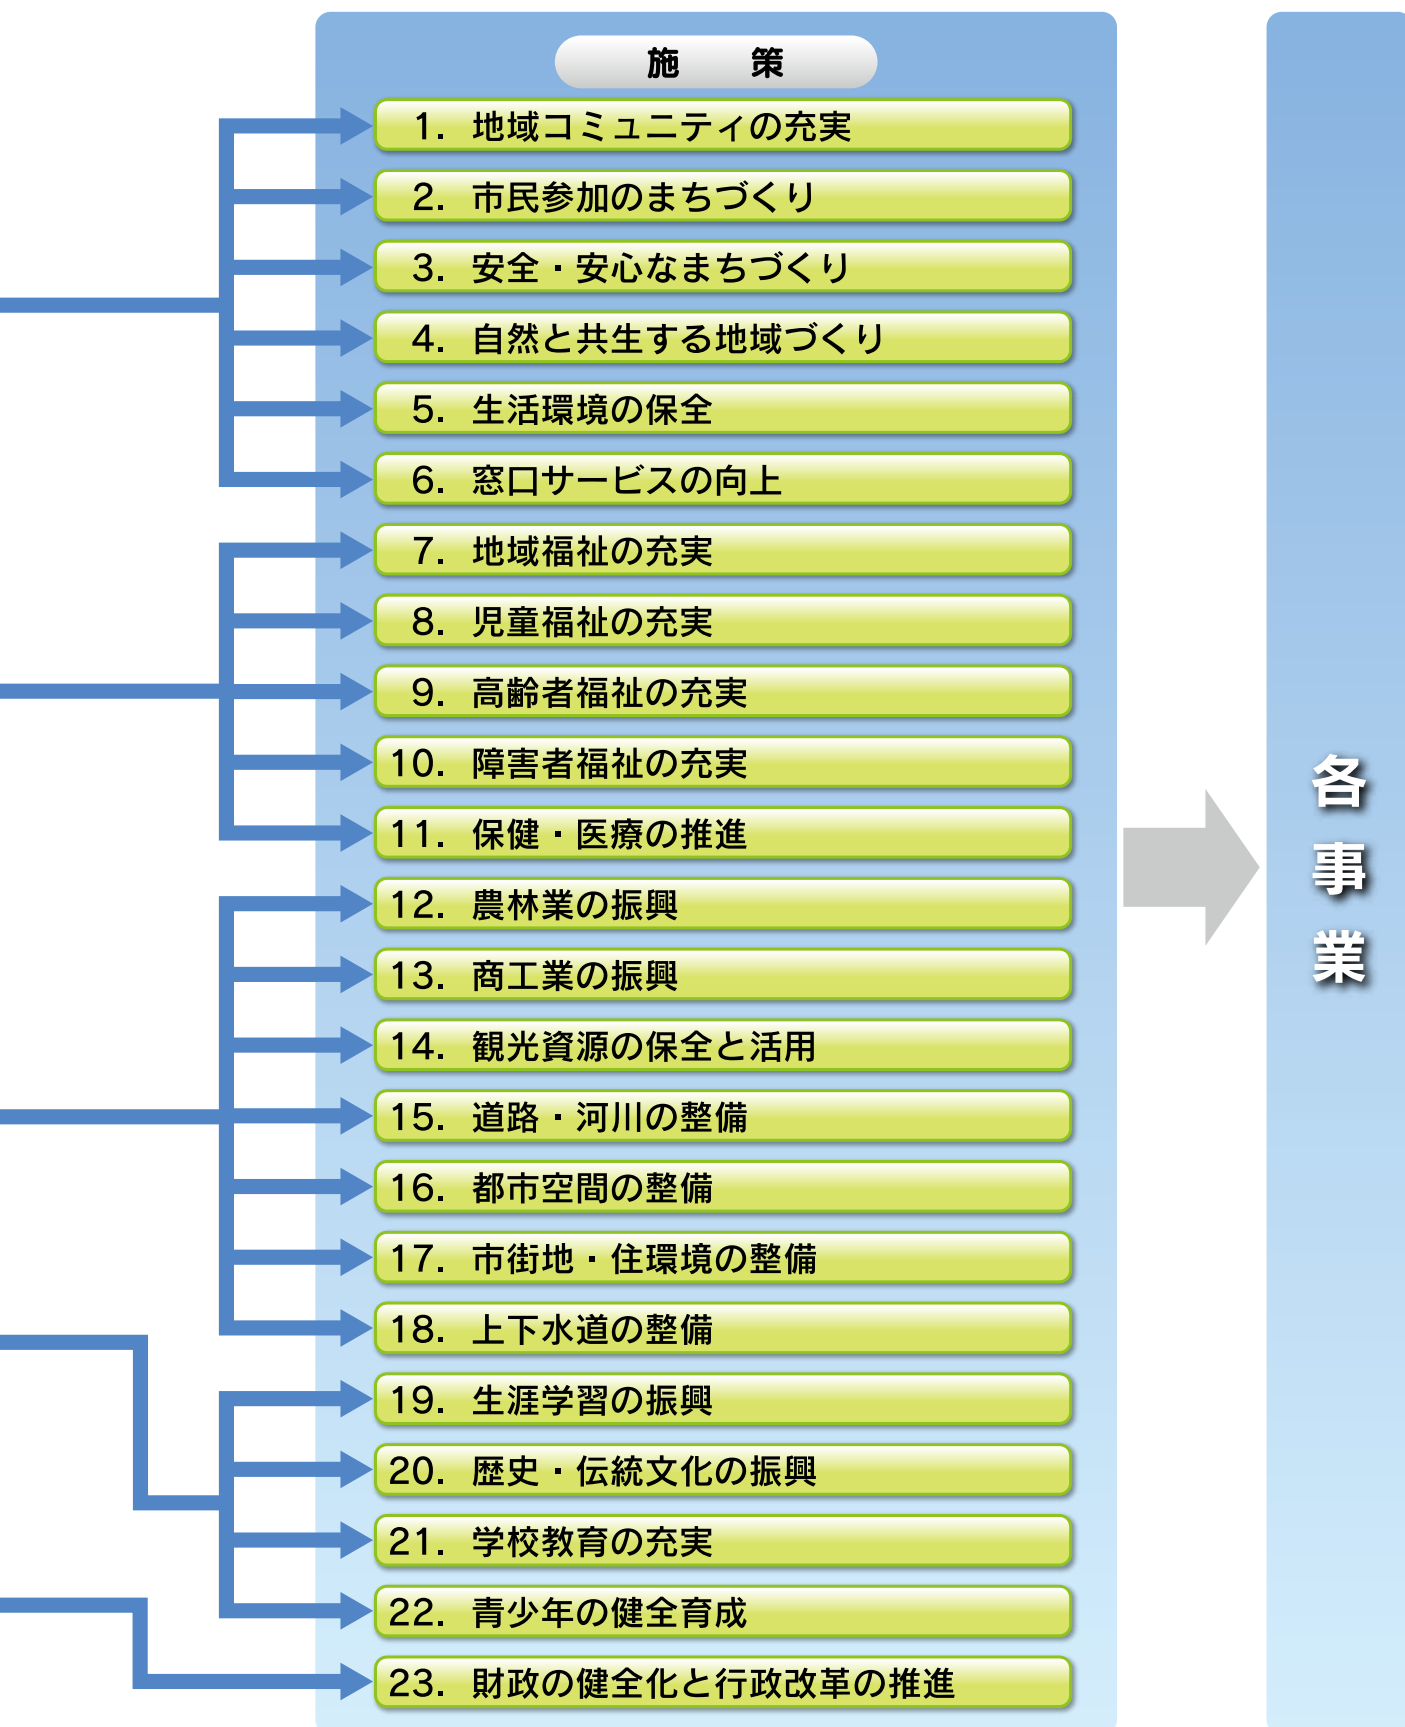 施　策
1. 地域コミュニティの充実
2. 市民参加のまちづくり
3. 安全・安心なまちづくり
4. 自然と共生する地域づくり
5. 生活環境の保全
6. 窓口サービスの向上
7. 地域福祉の充実
8. 児童福祉の充実
9. 高齢者福祉の充実
10. 障害者福祉の充実
11. 保健・医療の推進
12. 農林業の振興
13. 商工業の振興
14. 観光資源の保全と活用
15. 道路・河川の整備
16. 都市空間の整備
17. 市街地・住環境の整備
18. 上下水道の整備
19. 生涯学習の振興
20. 歴史・伝統文化の振興
21. 学校教育の充実
22. 青少年の健全育成
23. 財政の健全化と行政改革の推進
各事業